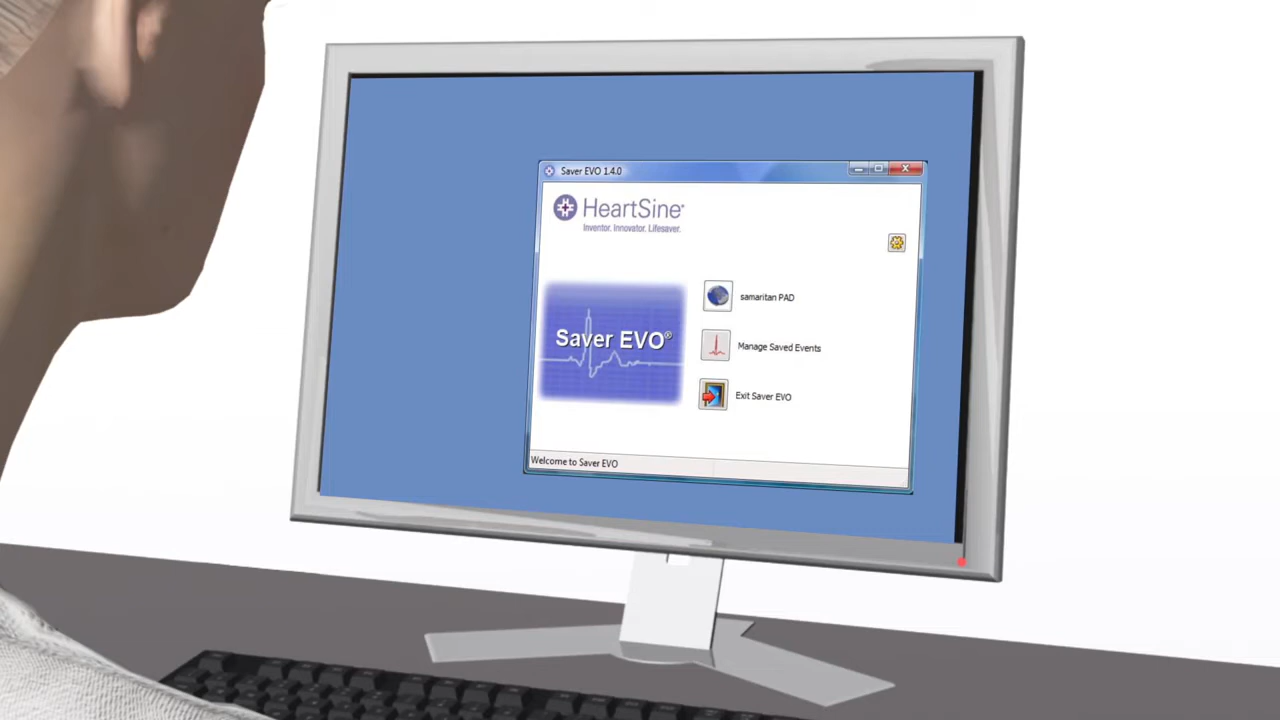 Saver EVO 1.4.0
HeartSine®
Inventor. Innovator. Lifesaver.
samaritan PAD
Saver EVO®
Manage Saved Events
Exit Saver EVO
Welcome to Saver EVO